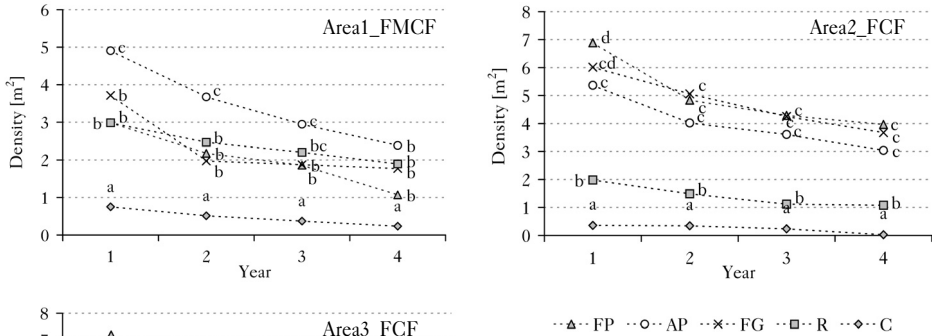 Area1_FMCF
Density [m²]
6
5
4
3
2
1
0
c
b
b
b
a
c
b
b
b
a
c
bc
b
b
a
b
b
b
b
a
1 2 3 4
Year
Area2_FCF
Density [m²]
8
7
6
5
4
3
2
1
0
d
cd
c
b
a
c
c
c
b
a
c
c
c
b
a
c
c
c
b
a
1 2 3 4
Year
Area3_FCF
8
FP AP FG R C